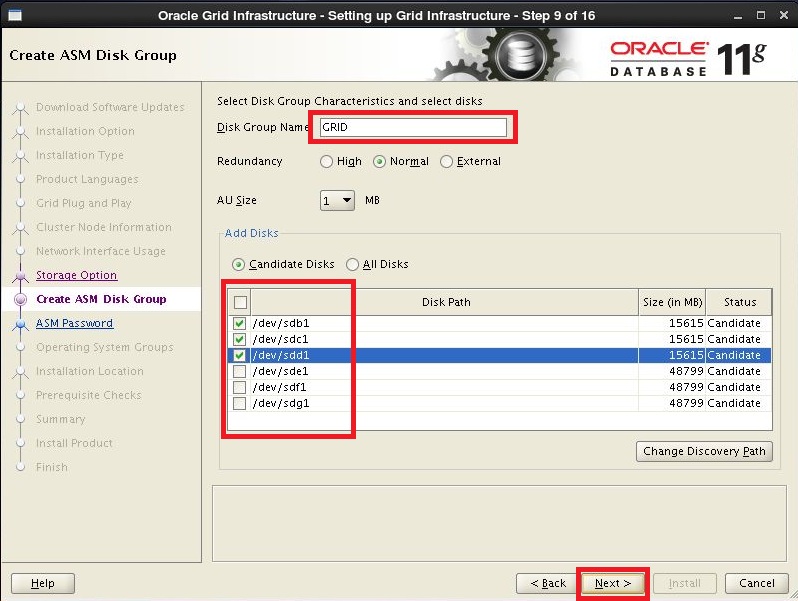 Oracle Grid Infrastructure - Setting up Grid Infrastructure - Step 9 of 16
Create ASM Disk Group
ORACLE
DATABASE
11g
Download Software Updates
Installation Option
Installation Type
Product Languages
Grid Plug and Play
Cluster Node Information
Network Interface Usage
Storage Option
Create ASM Disk Group
ASM Password
Operating System Groups
Installation Location
Prerequisite Checks
Summary
Install Product
Finish
Select Disk Group Characteristics and select disks
Disk Group Name GRID
Redundancy High Normal External
AU Size 1 MB
Add Disks
Candidate Disks All Disks
Disk Path Size (in MB) Status
/dev/sdb1 15615 Candidate
/dev/sdc1 15615 Candidate
/dev/sdd1 15615 Candidate
/dev/sde1 48799 Candidate
/dev/sdf1 48799 Candidate
/dev/sdg1 48799 Candidate
Change Discovery Path
Help < Back Next > Install Cancel